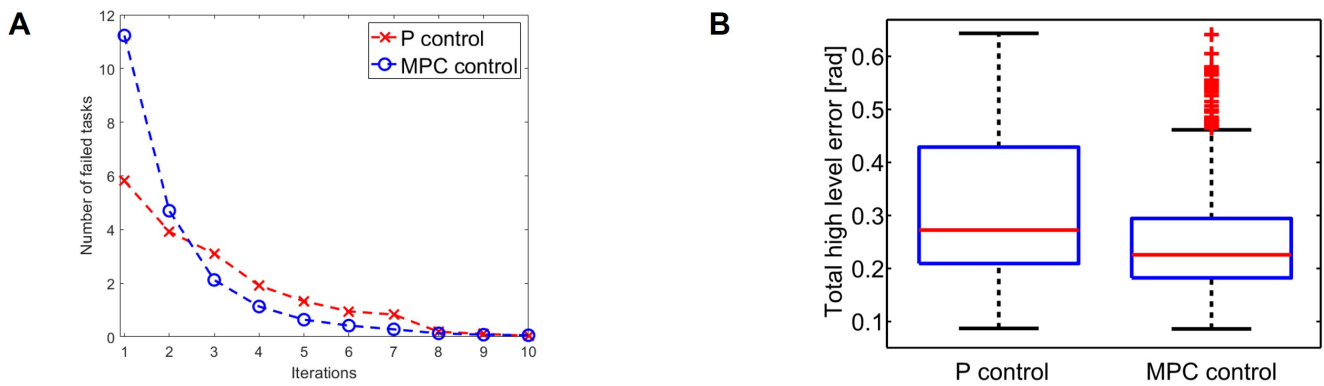 A
12
10
8
6
4
2
0
Number of failed tasks
P control
MPC control
1 2 3 4 5 6 7 8 9 10
Iterations
B
0.6
0.5
0.4
0.3
0.2
0.1
Total high level error [rad]
P control MPC control